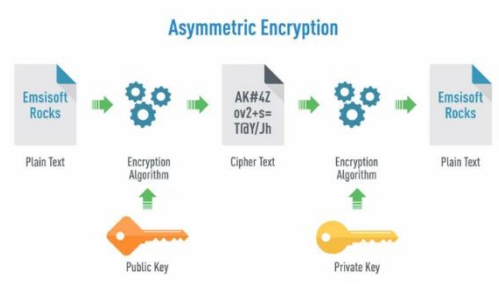 Asymmetric Encryption
Emsisoft
Rocks
AK#4Z
ov2+s=
T@Y/Jh
Emsisoft
Rocks
Plain Text
Encryption
Algorithm
Cipher Text
Encryption
Algorithm
Plain Text
Public Key
Private Key